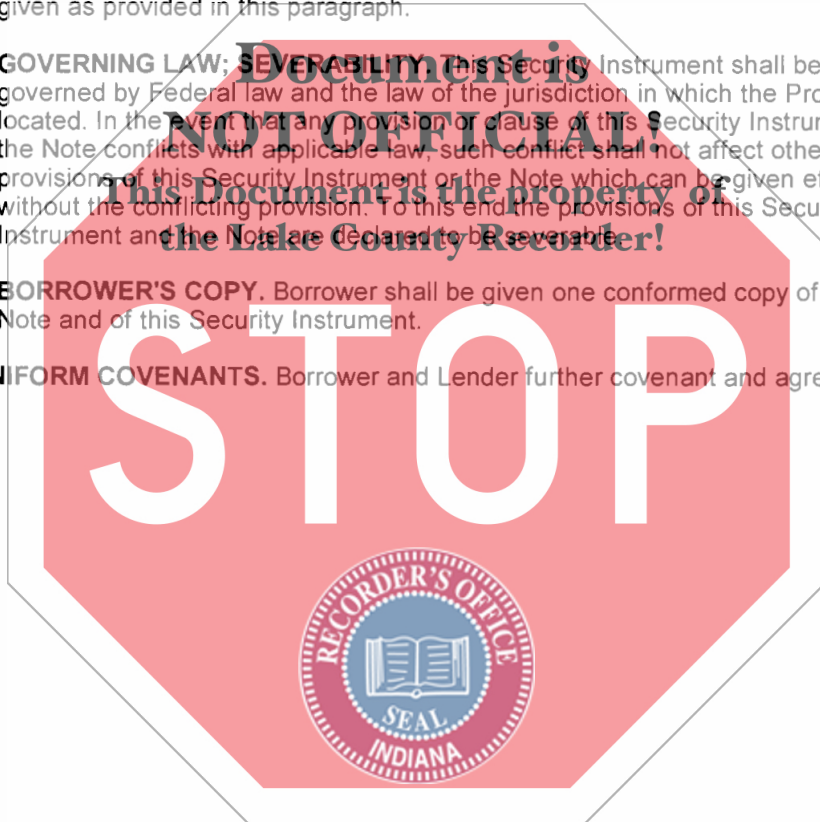 given as provided in this paragraph.
GOVERNING LAW; SEVERABILITY. This Security Instrument shall be
governed by Federal law and the law of the jurisdiction in which the Pro
located. In the event that any provision or clause of this Security Instrum
the Note conflicts with applicable law, such conflict shall not affect othe
provisions of this Security Instrument or the Note which can be given ef
without the conflicting provision. To this end the provisions of this Secu
Instrument and the Note are declared to be severable.
Document is
NOT OFFICIAL!
This Document is the property of
the Lake County Recorder!
BORROWER'S COPY. Borrower shall be given one conformed copy of
Note and of this Security Instrument.
IFORM COVENANTS. Borrower and Lender further covenant and agre
STOP
RECORDER'S OFFICE
SEAL
INDIANA